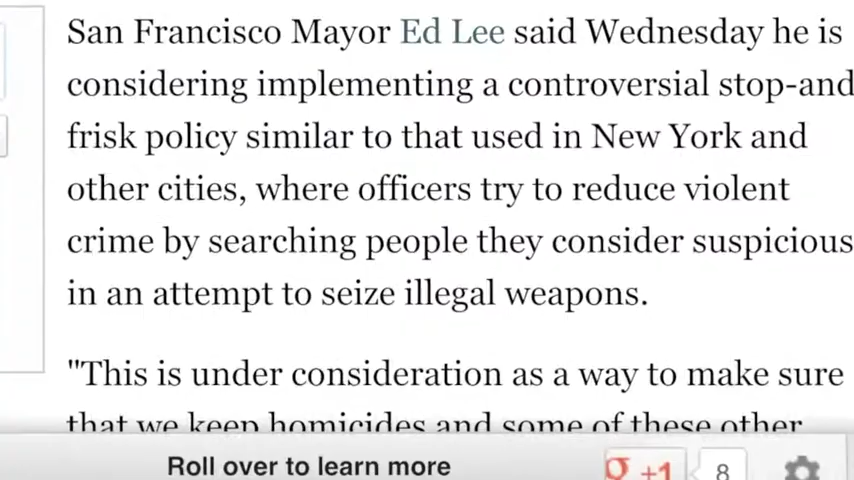 San Francisco Mayor Ed Lee said Wednesday he is
considering implementing a controversial stop-and
frisk policy similar to that used in New York and
other cities, where officers try to reduce violent
crime by searching people they consider suspicious
in an attempt to seize illegal weapons.
"This is under consideration as a way to make sure
that we keep homicides and some of these other
Roll over to learn more
g +1
8